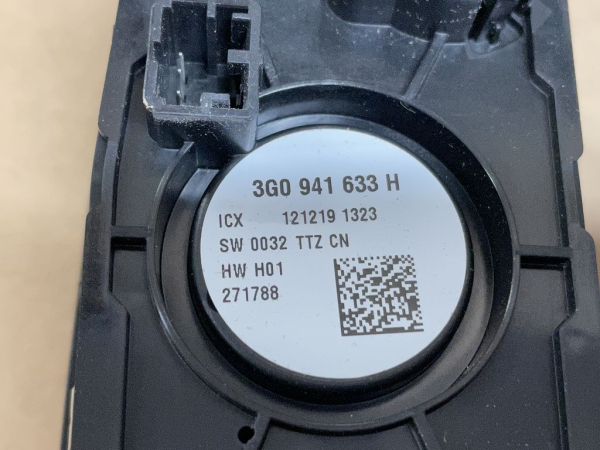 3G0 941 633 H
ICX 121219 1323
SW 0032 TTZ CN
HW H01
271788